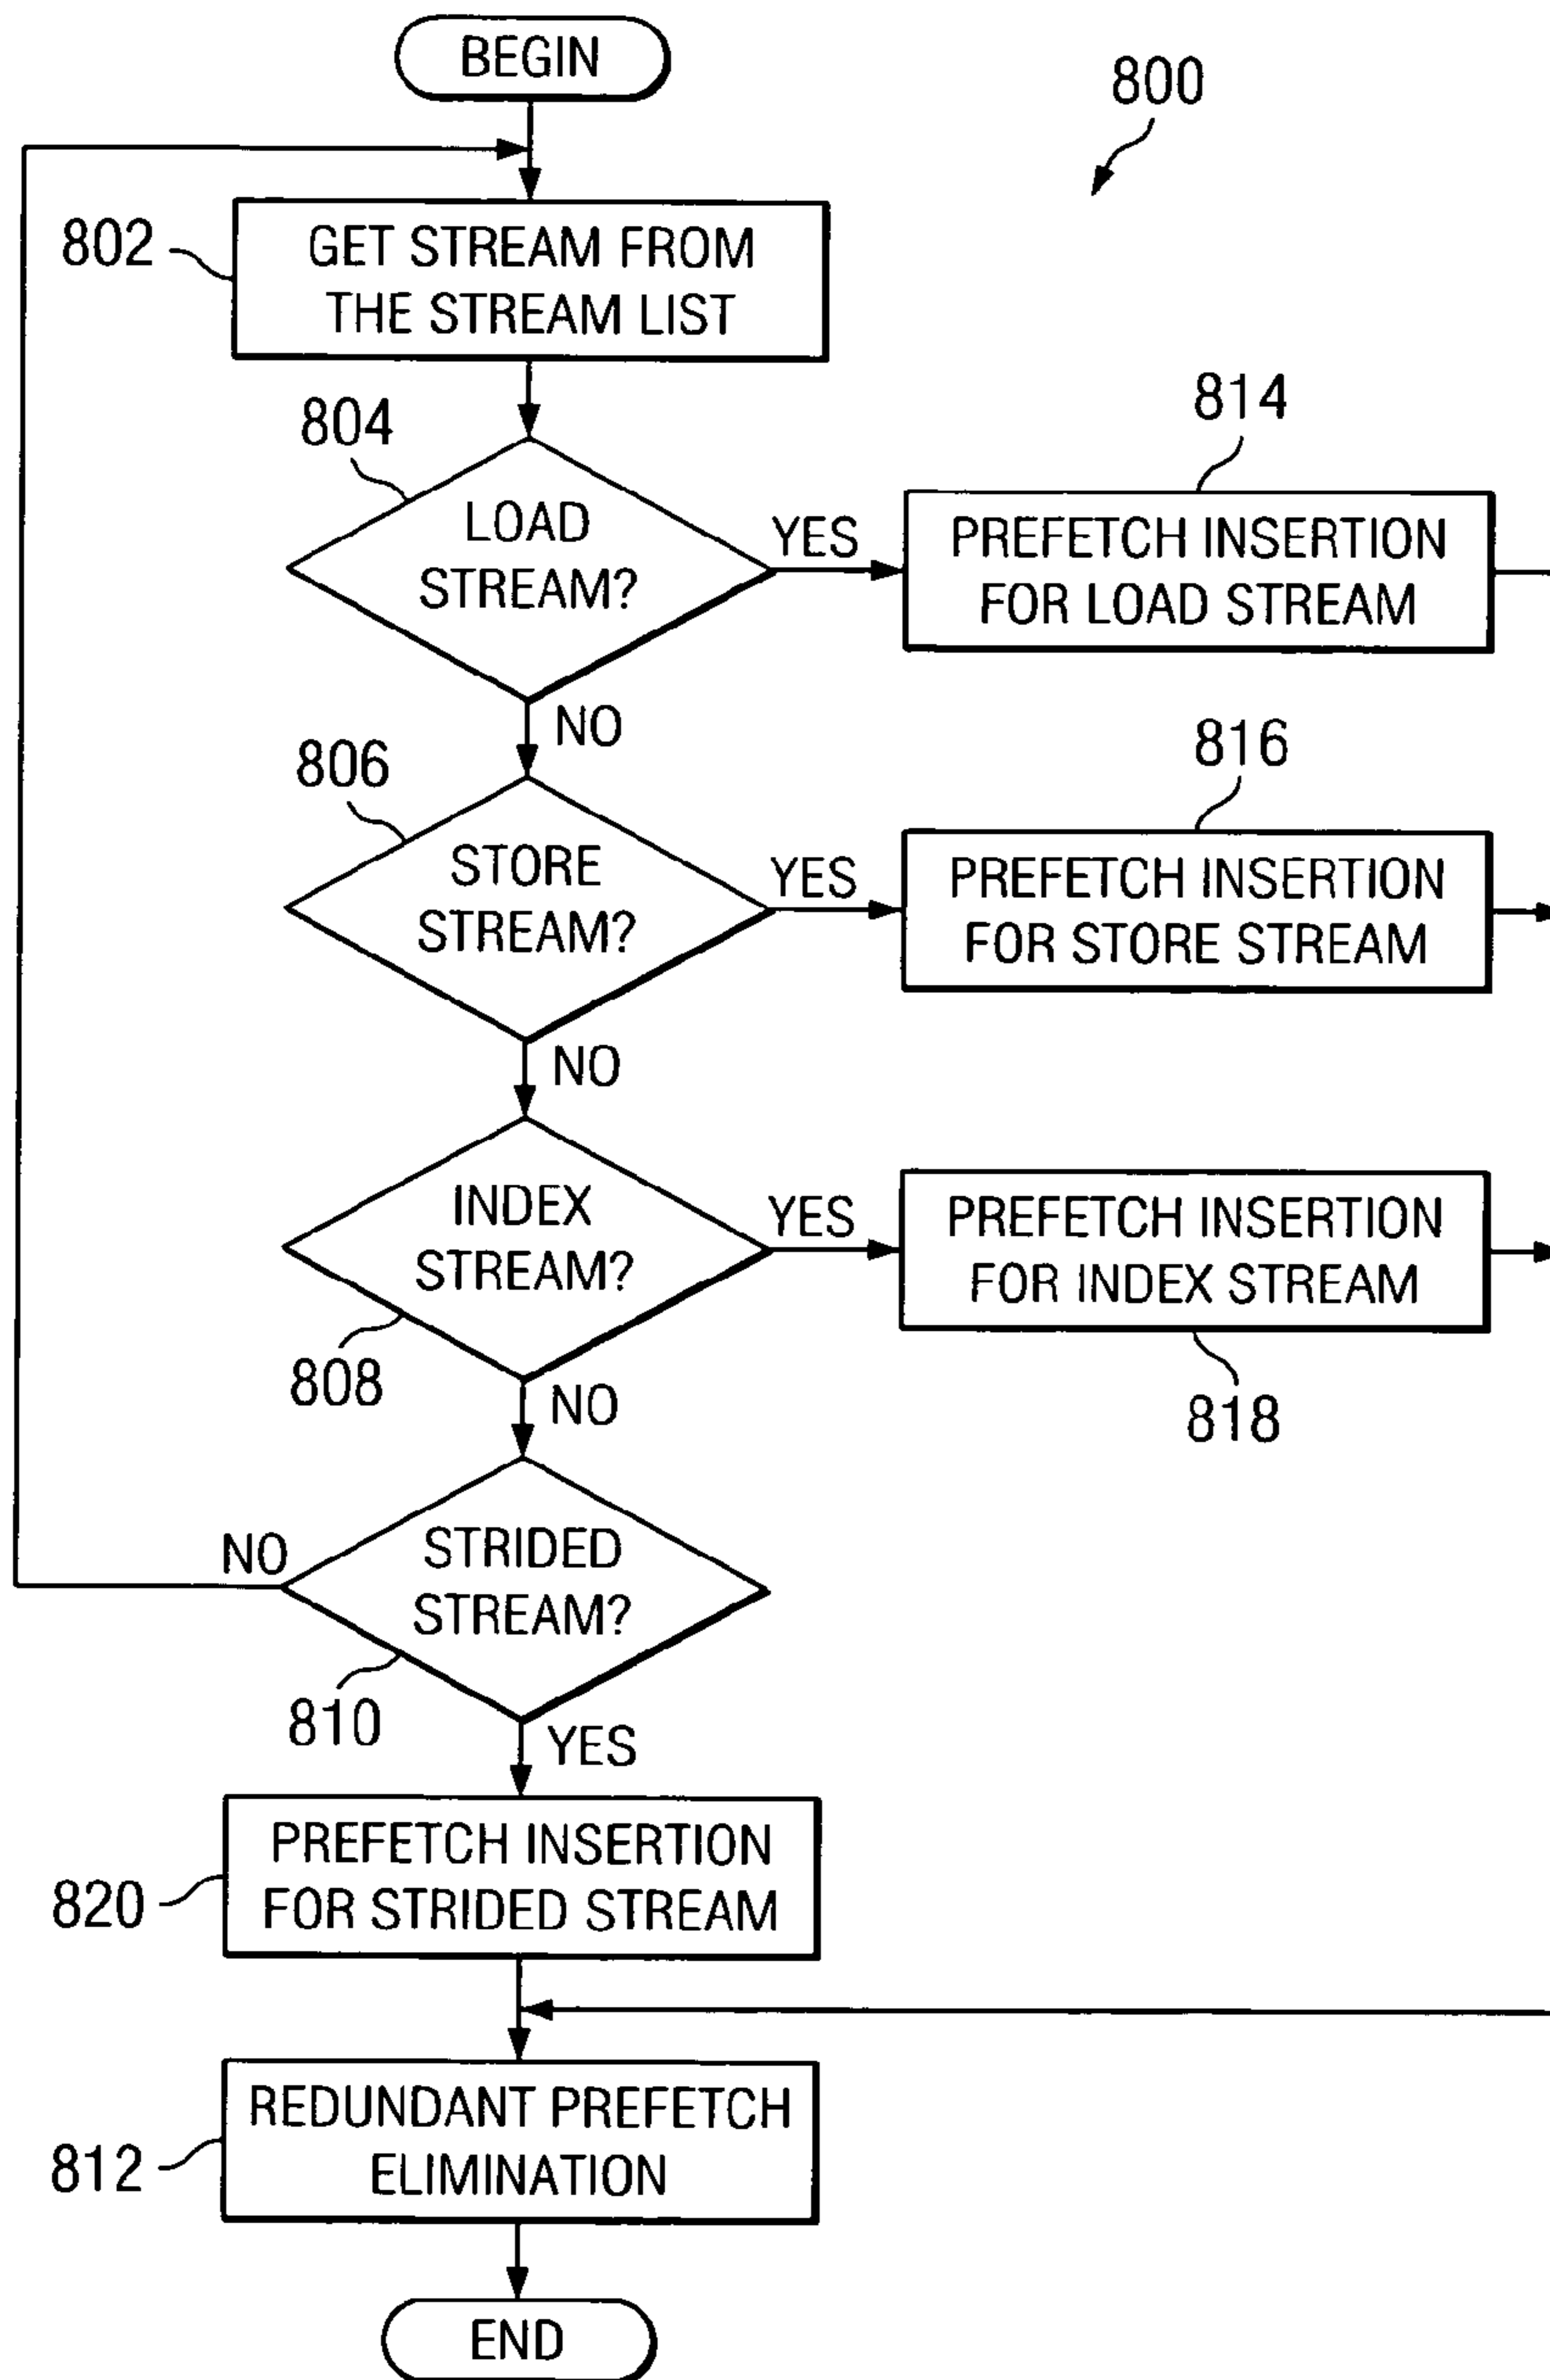 BEGIN
800
802
GET STREAM FROM
THE STREAM LIST
804
LOAD
STREAM?
YES
814
PREFETCH INSERTION
FOR LOAD STREAM
NO
806
STORE
STREAM?
YES
816
PREFETCH INSERTION
FOR STORE STREAM
NO
INDEX
STREAM?
808
YES
PREFETCH INSERTION
FOR INDEX STREAM
818
NO
STRIDED
STREAM?
810
NO
YES
PREFETCH INSERTION
FOR STRIDED STREAM
820
REDUNDANT PREFETCH
ELIMINATION
812
END